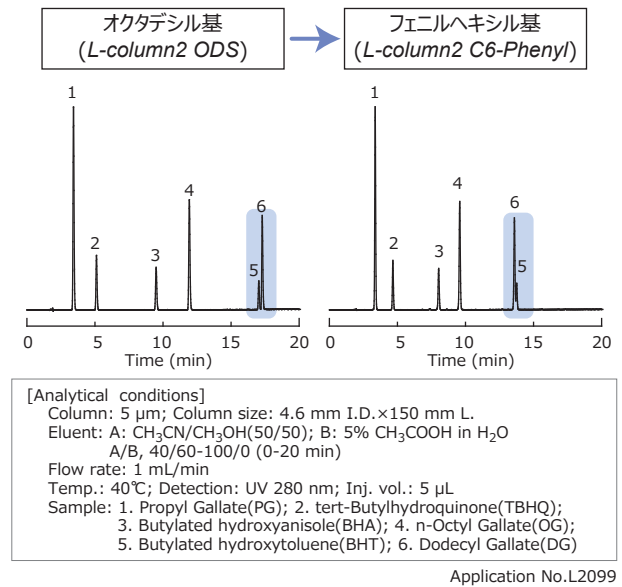 オクタデシル基
(L-column2 ODS)
フェニルヘキシル基
(L-column2 C6-Phenyl)
1
2
3
4
5
6
0 5 10 15 20
Time (min)
1
2
3
4
6
5
0 5 10 15 20
Time (min)
[Analytical conditions]
Column: 5 µm; Column size: 4.6 mm I.D.×150 mm L.
Eluent: A: CH₃CN/CH₃OH(50/50); B: 5% CH₃COOH in H₂O
A/B, 40/60-100/0 (0-20 min)
Flow rate: 1 mL/min
Temp.: 40℃; Detection: UV 280 nm; Inj. vol.: 5 µL
Sample: 1. Propyl Gallate(PG); 2. tert-Butylhydroquinone(TBHQ);
3. Butylated hydroxyanisole(BHA); 4. n-Octyl Gallate(OG);
5. Butylated hydroxytoluene(BHT); 6. Dodecyl Gallate(DG)
Application No.L2099